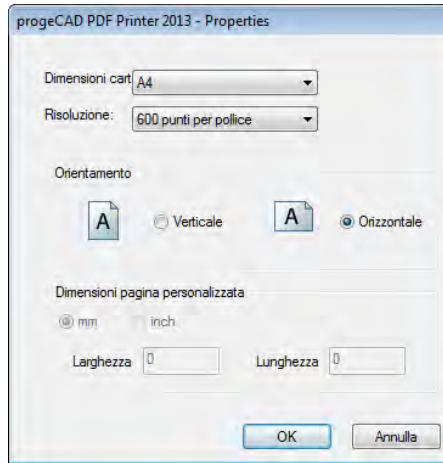 progeCAD PDF Printer 2013 - Properties
Dimensioni cart A4
Risoluzione: 600 punti per pollice
Orientamento
A Verticale A Orizzontale
Dimensioni pagina personalizzata
mm inch
Larghezza 0 Lunghezza 0
OK Annulla